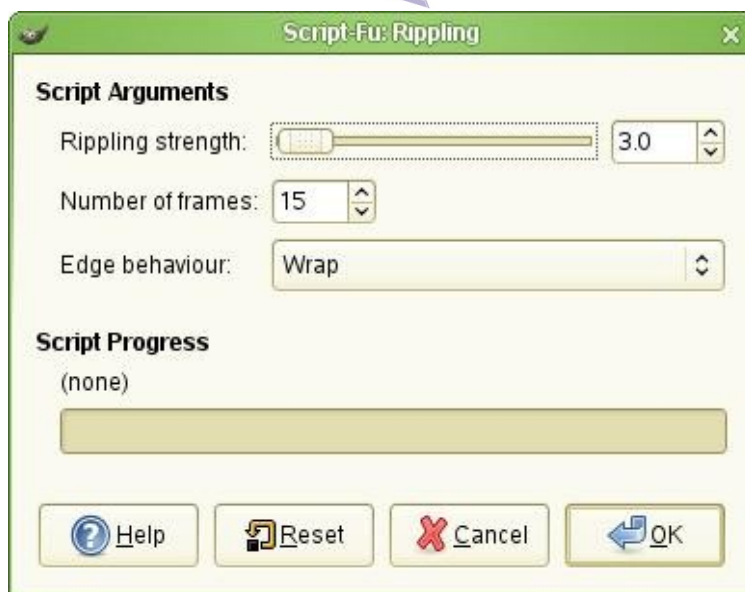 Script-Fu: Rippling
Script Arguments
Rippling strength: 3.0
Number of frames: 15
Edge behaviour: Wrap
Script Progress
(none)
Help Reset Cancel OK